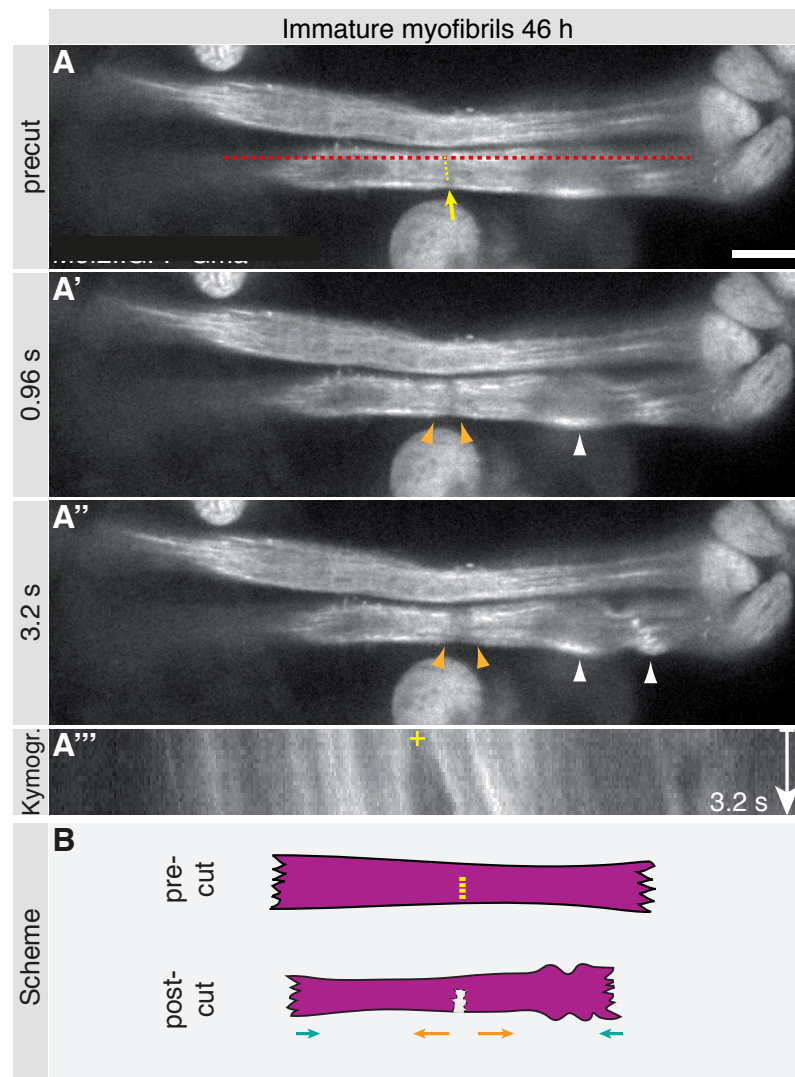 Immature myofibrils 46 h
A
precut
A’
0.96 s
A’’
3.2 s
A’’’
+
Kymogr.
3.2 s
B
Scheme
pre-
cut
post-
cut